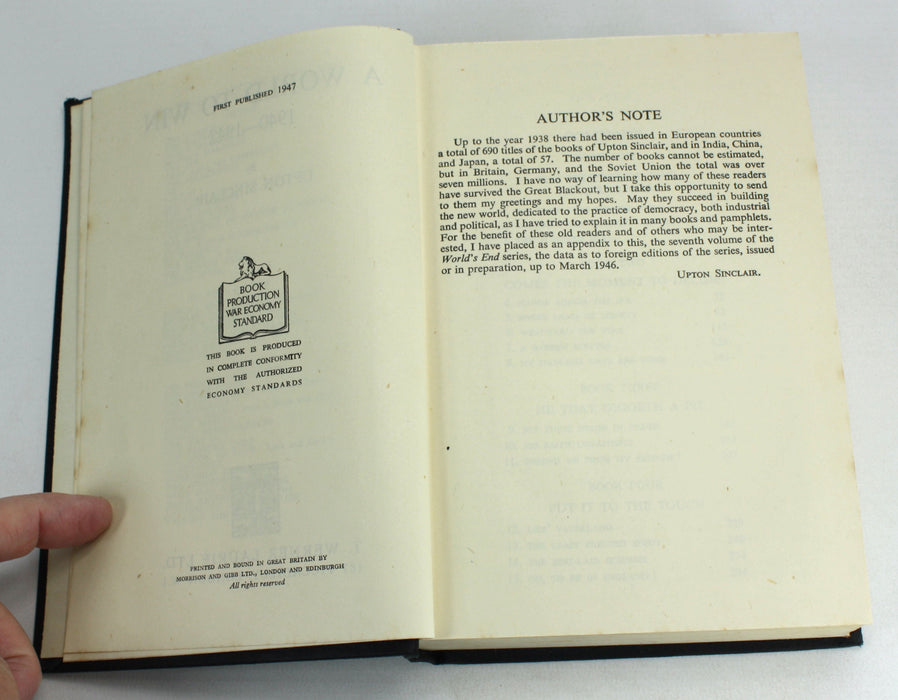 FIRST PUBLISHED 1947
BOOK
PRODUCTION
WAR ECONOMY
STANDARD
THIS BOOK IS PRODUCED
IN COMPLETE CONFORMITY
WITH THE AUTHORIZED
ECONOMY STANDARDS
PRINTED AND BOUND IN GREAT BRITAIN BY
MORRISON AND GIBB LTD., LONDON AND EDINBURGH
All rights reserved
AUTHOR'S NOTE
Up to the year 1938 there had been issued in European countries
a total of 690 titles of the books of Upton Sinclair, and in India, China,
and Japan, a total of 57. The number of books cannot be estimated,
but in Britain, Germany, and the Soviet Union the total was over
seven millions. I have no way of learning how many of these readers
have survived the Great Blackout, but I take this opportunity to send
to them my greetings and my hopes. May they succeed in building
the new world, dedicated to the practice of democracy, both industrial
and political, as I have tried to explain it in many books and pamphlets.
For the benefit of these old readers and of others who may be inter-
ested, I have placed as an appendix to this, the seventh volume of the
World's End series, the data as to foreign editions of the series, issued
or in preparation, up to March 1946.
UPTON SINCLAIR.